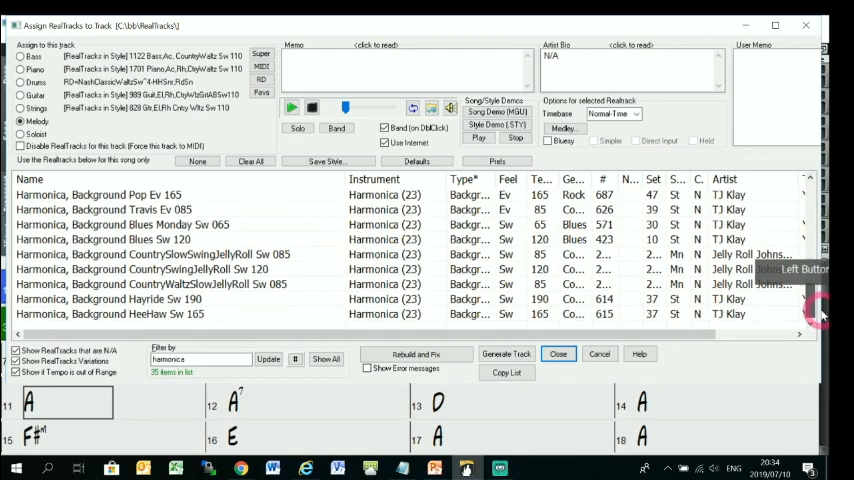 Assign RealTracks to Track [C:\bb\RealTracks\]
Assign to this track
Bass [RealTracks in Style] 1122 Bass,Ac, CountryWaltz Sw 110
Piano [RealTracks in Style] 1701 Piano,Ac,Rh,CtryWltz Sw 110
Drums RD=NashClassicWaltzSw^4-HHSnr,RdSn
Guitar [RealTracks in Style] 989 Guit,El,Rh,CtryWlzGitABSw110
Strings [RealTracks in Style] 828 Gtr,El,Rh Cntry Wltz Sw 110
Melody
Soloist
Disable RealTracks for this track (Force this track to MIDI)
Use the Realtracks below for this song only
Super
MIDI
RD
Favs
None Clear All Save Style... Defaults Prefs
Memo <click to read>
Solo Band
Band (on DblClick)
Use Internet
Song/Style Demos
Song Demo (MGU)
Style Demo (.STY)
Play Stop
Artist Bio <click to read>
N/A
Options for selected Realtrack
Timebase Normal-Time
Medley...
Bluesy Simpler Direct Input Held
User Memo
Name Instrument Type* Feel Te... Ge... # N... Set S... C. Artist
Harmonica, Background Pop Ev 165 Harmonica (23) Backgr... Ev 165 Rock 687 47 St N TJ Klay
Harmonica, Background Travis Ev 085 Harmonica (23) Backgr... Ev 85 Co... 626 39 St N TJ Klay
Harmonica, Background Blues Monday Sw 065 Harmonica (23) Backgr... Sw 65 Blues 571 30 St N TJ Klay
Harmonica, Background Blues Sw 120 Harmonica (23) Backgr... Sw 120 Blues 423 10 St N TJ Klay
Harmonica, Background CountrySlowSwingJellyRoll Sw 085 Harmonica (23) Backgr... Sw 85 Co... 2... ... Mn N Jelly Roll Johns...
Harmonica, Background CountrySwingJellyRoll Sw 120 Harmonica (23) Backgr... Sw 120 Co... 2... ... Mn N Jelly Roll
Harmonica, Background CountryWaltzSlowJellyRoll Sw 085 Harmonica (23) Backgr... Sw 85 Co... 2... ... Mn N Jelly Roll Johns...
Harmonica, Background Hayride Sw 190 Harmonica (23) Backgr... Sw 190 Co... 614 37 St N TJ Klay
Harmonica, Background HeeHaw Sw 165 Harmonica (23) Backgr... Sw 165 Co... 615 37 St N TJ Klay
Left Button
Show RealTracks that are N/A
Show RealTracks Variations
Show if Tempo is out of Range
Filter by
harmonica Update # Show All
35 items in list
Rebuild and Fix
Show Error messages
Generate Track Close Cancel Help
Copy List
11 A 12 A7 13 D 14 A
15 F#m 16 E 17 A 18 A
ENG
20:34
2019/07/10
3